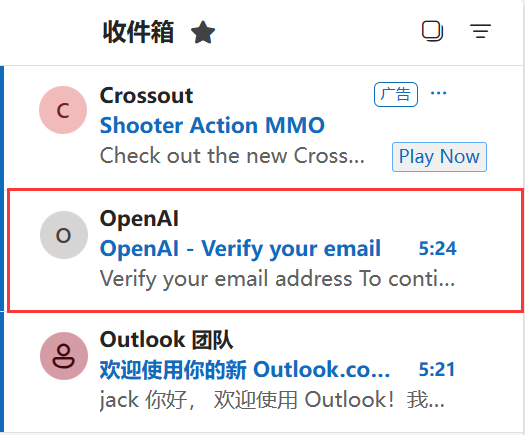 收件箱
C
Crossout
广告
Shooter Action MMO
Check out the new Cross...
Play Now
O
OpenAI
OpenAI - Verify your email 5:24
Verify your email address To conti...
Outlook 团队
欢迎使用你的新 Outlook.co... 5:21
jack 你好， 欢迎使用 Outlook！我...